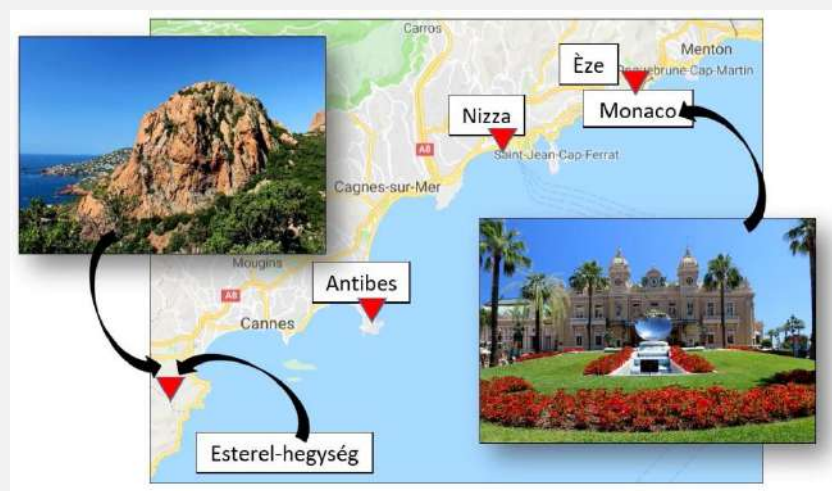 Carros
Menton
Èze
Roquebrune-Cap-Martin
Monaco
Nizza
A8
Saint-Jean-Cap-Ferrat
Cagnes-sur-Mer
Mougins
Antibes
A8
Cannes
Esterel-hegység